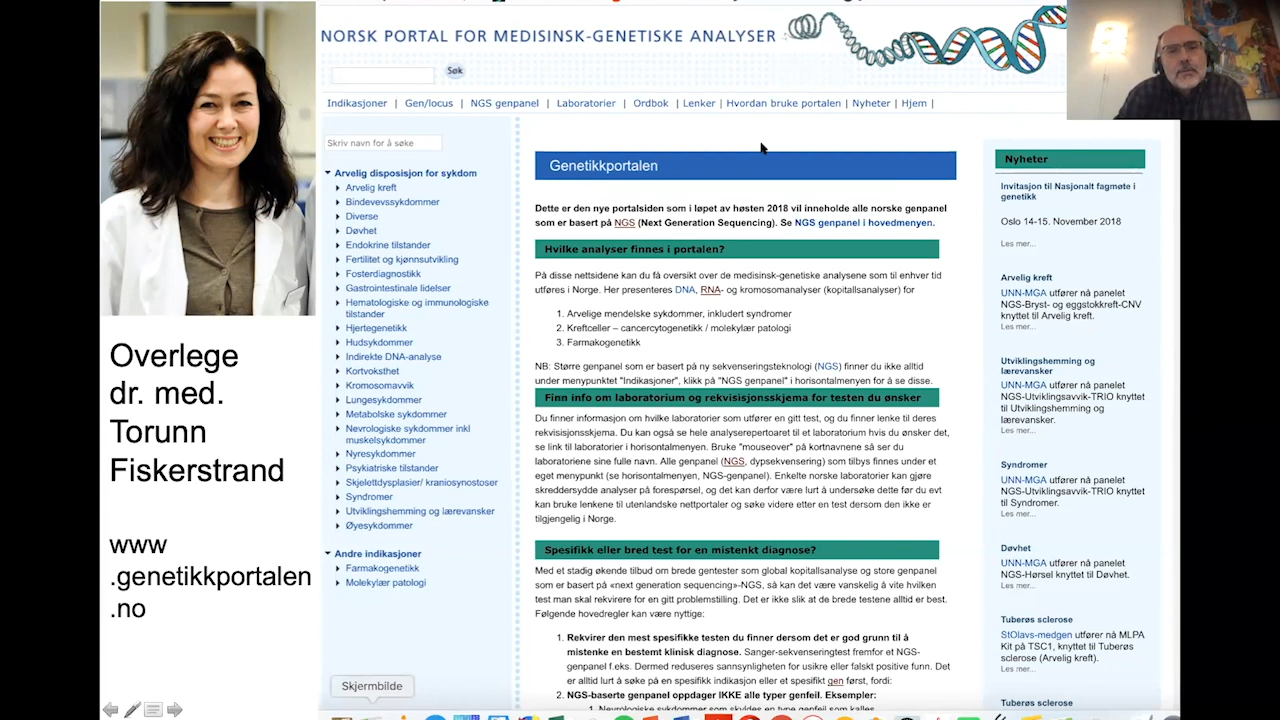 NORSK PORTAL FOR MEDISINSK-GENETISKE ANALYSER
Søk
Indikasjoner | Gen/locus | NGS genpanel | Laboratorier | Ordbok | Lenker | Hvordan bruke portalen | Nyheter | Hjem |
Skriv navn for å søke
Arvelig disposisjon for sykdom
Arvelig kreft
Bindevevssykdommer
Diverse
Døvhet
Endokrine tilstander
Fertilitet og kjønnsutvikling
Fosterdiagnostikk
Gastrointestinale lidelser
Hematologiske og immunologiske
tilstander
Hjertegenetikk
Hudsykdommer
Indirekte DNA-analyse
Kortvoksthet
Kromosomavvik
Lungesykdommer
Metabolske sykdommer
Nevrologiske sykdommer inkl
muskelsykdommer
Nyresykdommer
Psykiatriske tilstander
Skjelettdysplasier/ kraniosynostoser
Syndromer
Utviklingshemming og lærevansker
Øyesykdommer
Andre indikasjoner
Farmakogenetikk
Molekylær patologi
Genetikkportalen
Dette er den nye portalsiden som i løpet av høsten 2018 vil inneholde alle norske genpanel
som er basert på NGS (Next Generation Sequencing). Se NGS genpanel i hovedmenyen.
Hvilke analyser finnes i portalen?
På disse nettsidene kan du få oversikt over de medisinsk-genetiske analysene som til enhver tid
utføres i Norge. Her presenteres DNA, RNA- og kromosomanalyser (kopitallsanalyser) for
1. Arvelige mendelske sykdommer, inkludert syndromer
2. Kreftceller – cancercytogenetikk / molekylær patologi
3. Farmakogenetikk
NB: Større genpanel som er basert på ny sekvenseringsteknologi (NGS) finner du ikke alltid
under menypunktet "Indikasjoner", klikk på "NGS genpanel" i horisontalmenyen for å se disse.
Finn info om laboratorium og rekvisisjonsskjema for testen du ønsker
Du finner informasjon om hvilke laboratorier som utfører en gitt test, og du finner lenke til deres
rekvisisjonsskjema. Du kan også se hele analyserepertoaret til et laboratorium hvis du ønsker det,
se link til laboratorier i horisontalmenyen. Bruke "mouseover" på kortnavnene så ser du
laboratoriene sine fulle navn. Alle genpanel (NGS, dypsekvensering) som tilbys finnes under et
eget menypunkt (se horisontalmenyen, NGS-genpanel). Enkelte norske laboratorier kan gjøre
skreddersydde analyser på forespørsel, og det kan derfor være lurt å undersøke dette før du evt
kan bruke lenkene til utenlandske nettportaler og søke videre etter en test dersom den ikke er
tilgjengelig i Norge.
Spesifikk eller bred test for en mistenkt diagnose?
Med et stadig økende tilbud om brede gentester som global kopitallsanalyse og store genpanel
som er basert på «next generation sequencing»-NGS, så kan det være vanskelig å vite hvilken
test man skal rekvirere for en gitt problemstilling. Det er ikke slik at de brede testene alltid er best.
Følgende hovedregler kan være nyttige:
1. Rekvirer den mest spesifikke testen du finner dersom det er god grunn til å
mistenke en bestemt klinisk diagnose. Sanger-sekvenseringtest fremfor et NGS-
genpanel f.eks. Dermed reduseres sannsynligheten for usikre eller falskt positive funn. Det
er alltid lurt å søke på en spesifikk indikasjon eller et spesifikt gen først, fordi:
2. NGS-baserte genpanel oppdager IKKE alle typer genfeil. Eksempler:
1. Nevrologiske sykdommer som skyldes en type genfeil som kalles
Nyheter
Invitasjon til Nasjonalt fagmøte i
genetikk
Oslo 14-15. November 2018
Les mer...
Arvelig kreft
UNN-MGA utfører nå panelet
NGS-Bryst- og eggstokkreft-CNV
knyttet til Arvelig kreft.
Les mer...
Utviklingshemming og
lærevansker
UNN-MGA utfører nå panelet
NGS-Utviklingsavvik-TRIO knyttet
til Utviklingshemming og
lærevansker.
Les mer...
Syndromer
UNN-MGA utfører nå panelet
NGS-Utviklingsavvik-TRIO knyttet
til Syndromer.
Les mer...
Døvhet
UNN-MGA utfører nå panelet
NGS-Hørsel knyttet til Døvhet.
Les mer...
Tuberøs sclerose
StOlavs-medgen utfører nå MLPA
Kit på TSC1, knyttet til Tuberøs
sclerose (Arvelig kreft).
Les mer...
Tuberøs sclerose
Overlege
dr. med.
Torunn
Fiskerstrand
www
.genetikkportalen
.no
Skjermbilde